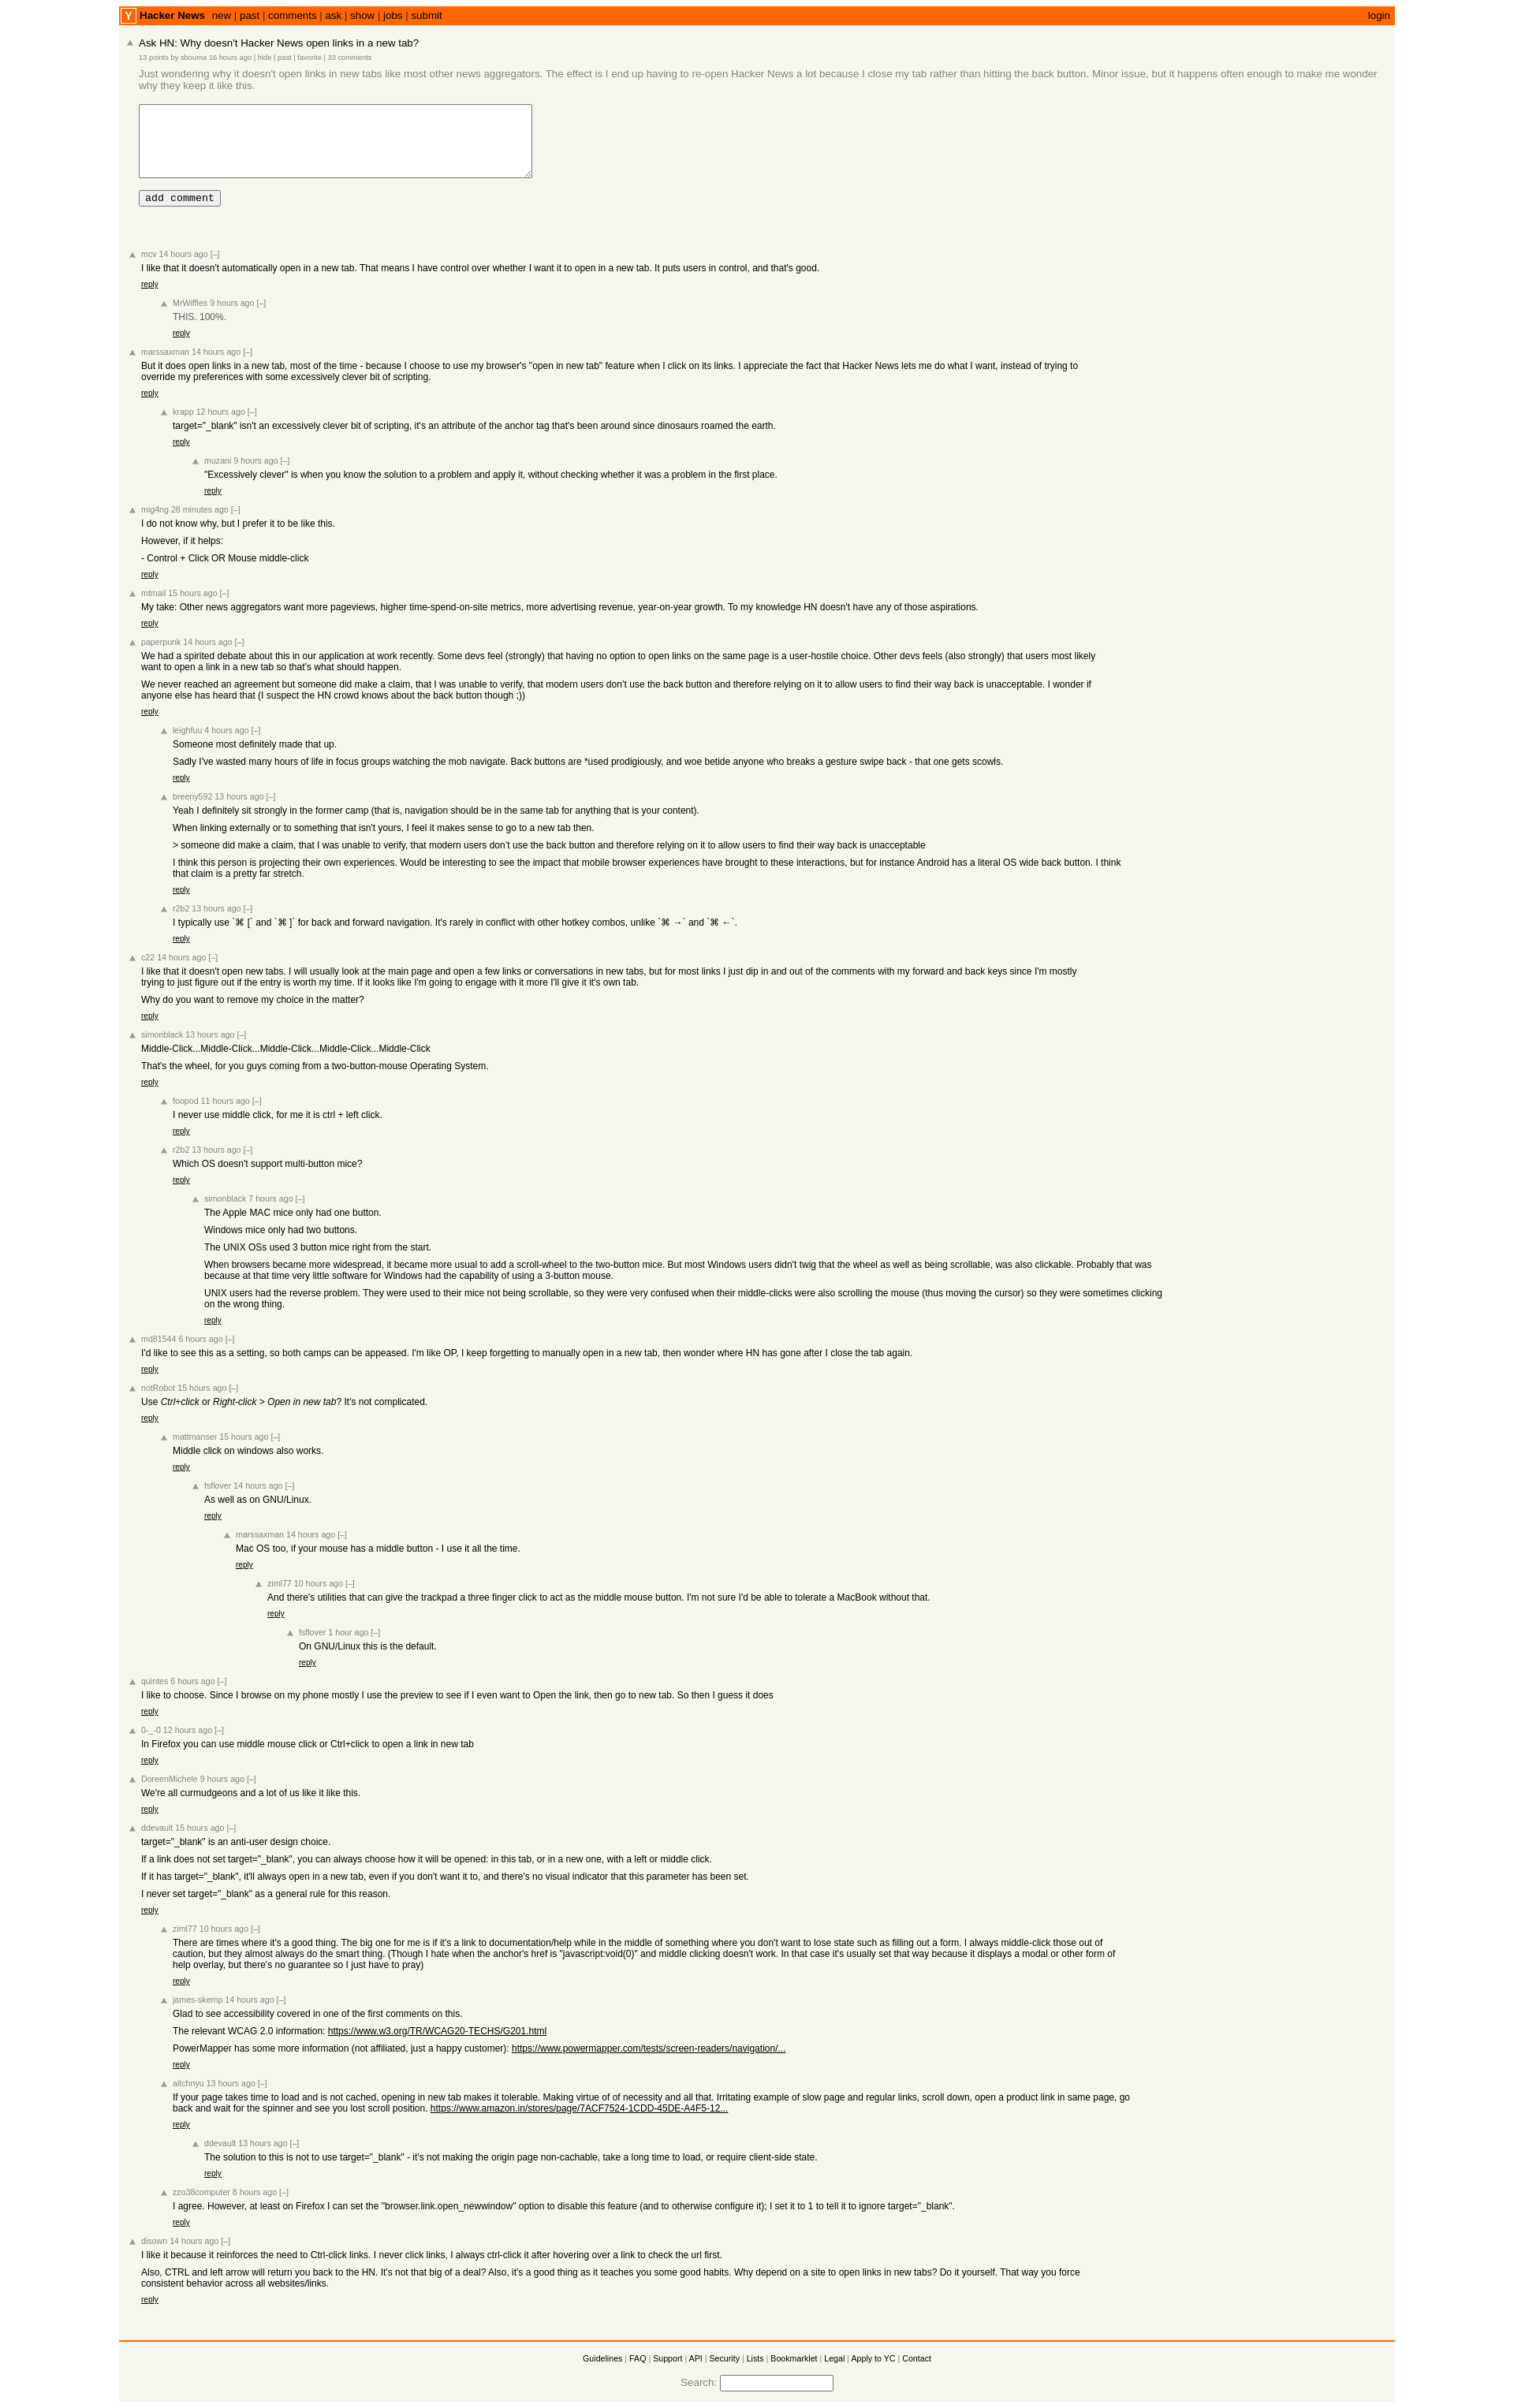 Y Hacker News new | past | comments | ask | show | jobs | submit login
Ask HN: Why doesn't Hacker News open links in a new tab?
13 points by sbouma 16 hours ago | hide | past | favorite | 33 comments
Just wondering why it doesn't open links in new tabs like most other news aggregators. The effect is I end up having to re-open Hacker News a lot because I close my tab rather than hitting the back button. Minor issue, but it happens often enough to make me wonder
why they keep it like this.
add comment
mcv 14 hours ago [–]
I like that it doesn't automatically open in a new tab. That means I have control over whether I want it to open in a new tab. It puts users in control, and that's good.
reply
MrWiffles 9 hours ago [–]
THIS. 100%.
reply
marssaxman 14 hours ago [–]
But it does open links in a new tab, most of the time - because I choose to use my browser's "open in new tab" feature when I click on its links. I appreciate the fact that Hacker News lets me do what I want, instead of trying to
override my preferences with some excessively clever bit of scripting.
reply
krapp 12 hours ago [–]
target="_blank" isn't an excessively clever bit of scripting, it's an attribute of the anchor tag that's been around since dinosaurs roamed the earth.
reply
muzani 9 hours ago [–]
"Excessively clever" is when you know the solution to a problem and apply it, without checking whether it was a problem in the first place.
reply
mig4ng 28 minutes ago [–]
I do not know why, but I prefer it to be like this.
However, if it helps:
- Control + Click OR Mouse middle-click
reply
mtmail 15 hours ago [–]
My take: Other news aggregators want more pageviews, higher time-spend-on-site metrics, more advertising revenue, year-on-year growth. To my knowledge HN doesn't have any of those aspirations.
reply
paperpunk 14 hours ago [–]
We had a spirited debate about this in our application at work recently. Some devs feel (strongly) that having no option to open links on the same page is a user-hostile choice. Other devs feels (also strongly) that users most likely
want to open a link in a new tab so that's what should happen.
We never reached an agreement but someone did make a claim, that I was unable to verify, that modern users don't use the back button and therefore relying on it to allow users to find their way back is unacceptable. I wonder if
anyone else has heard that (I suspect the HN crowd knows about the back button though ;))
reply
leighfuu 4 hours ago [–]
Someone most definitely made that up.
Sadly I've wasted many hours of life in focus groups watching the mob navigate. Back buttons are *used prodigiously, and woe betide anyone who breaks a gesture swipe back - that one gets scowls.
reply
breeny592 13 hours ago [–]
Yeah I definitely sit strongly in the former camp (that is, navigation should be in the same tab for anything that is your content).
When linking externally or to something that isn't yours, I feel it makes sense to go to a new tab then.
> someone did make a claim, that I was unable to verify, that modern users don't use the back button and therefore relying on it to allow users to find their way back is unacceptable
I think this person is projecting their own experiences. Would be interesting to see the impact that mobile browser experiences have brought to these interactions, but for instance Android has a literal OS wide back button. I think
that claim is a pretty far stretch.
reply
r2b2 13 hours ago [–]
I typically use `⌘ [` and `⌘ ]` for back and forward navigation. It's rarely in conflict with other hotkey combos, unlike `⌘ →` and `⌘ ←`.
reply
c22 14 hours ago [–]
I like that it doesn't open new tabs. I will usually look at the main page and open a few links or conversations in new tabs, but for most links I just dip in and out of the comments with my forward and back keys since I'm mostly
trying to just figure out if the entry is worth my time. If it looks like I'm going to engage with it more I'll give it it's own tab.
Why do you want to remove my choice in the matter?
reply
simonblack 13 hours ago [–]
Middle-Click...Middle-Click...Middle-Click...Middle-Click...Middle-Click
That's the wheel, for you guys coming from a two-button-mouse Operating System.
reply
foopod 11 hours ago [–]
I never use middle click, for me it is ctrl + left click.
reply
r2b2 13 hours ago [–]
Which OS doesn't support multi-button mice?
reply
simonblack 7 hours ago [–]
The Apple MAC mice only had one button.
Windows mice only had two buttons.
The UNIX OSs used 3 button mice right from the start.
When browsers became more widespread, it became more usual to add a scroll-wheel to the two-button mice. But most Windows users didn't twig that the wheel as well as being scrollable, was also clickable. Probably that was
because at that time very little software for Windows had the capability of using a 3-button mouse.
UNIX users had the reverse problem. They were used to their mice not being scrollable, so they were very confused when their middle-clicks were also scrolling the mouse (thus moving the cursor) so they were sometimes clicking
on the wrong thing.
reply
md81544 6 hours ago [–]
I'd like to see this as a setting, so both camps can be appeased. I'm like OP, I keep forgetting to manually open in a new tab, then wonder where HN has gone after I close the tab again.
reply
notRobot 15 hours ago [–]
Use Ctrl+click or Right-click > Open in new tab? It's not complicated.
reply
mattmanser 15 hours ago [–]
Middle click on windows also works.
reply
fsflover 14 hours ago [–]
As well as on GNU/Linux.
reply
marssaxman 14 hours ago [–]
Mac OS too, if your mouse has a middle button - I use it all the time.
reply
ziml77 10 hours ago [–]
And there's utilities that can give the trackpad a three finger click to act as the middle mouse button. I'm not sure I'd be able to tolerate a MacBook without that.
reply
fsflover 1 hour ago [–]
On GNU/Linux this is the default.
reply
quintes 6 hours ago [–]
I like to choose. Since I browse on my phone mostly I use the preview to see if I even want to Open the link, then go to new tab. So then I guess it does
reply
0-_-0 12 hours ago [–]
In Firefox you can use middle mouse click or Ctrl+click to open a link in new tab
reply
DoreenMichele 9 hours ago [–]
We're all curmudgeons and a lot of us like it like this.
reply
ddevault 15 hours ago [–]
target="_blank" is an anti-user design choice.
If a link does not set target="_blank", you can always choose how it will be opened: in this tab, or in a new one, with a left or middle click.
If it has target="_blank", it'll always open in a new tab, even if you don't want it to, and there's no visual indicator that this parameter has been set.
I never set target="_blank" as a general rule for this reason.
reply
ziml77 10 hours ago [–]
There are times where it's a good thing. The big one for me is if it's a link to documentation/help while in the middle of something where you don't want to lose state such as filling out a form. I always middle-click those out of
caution, but they almost always do the smart thing. (Though I hate when the anchor's href is "javascript:void(0)" and middle clicking doesn't work. In that case it's usually set that way because it displays a modal or other form of
help overlay, but there's no guarantee so I just have to pray)
reply
james-skemp 14 hours ago [–]
Glad to see accessibility covered in one of the first comments on this.
The relevant WCAG 2.0 information: https://www.w3.org/TR/WCAG20-TECHS/G201.html
PowerMapper has some more information (not affiliated, just a happy customer): https://www.powermapper.com/tests/screen-readers/navigation/...
reply
aitchnyu 13 hours ago [–]
If your page takes time to load and is not cached, opening in new tab makes it tolerable. Making virtue of of necessity and all that. Irritating example of slow page and regular links, scroll down, open a product link in same page, go
back and wait for the spinner and see you lost scroll position. https://www.amazon.in/stores/page/7ACF7524-1CDD-45DE-A4F5-12...
reply
ddevault 13 hours ago [–]
The solution to this is not to use target="_blank" - it's not making the origin page non-cachable, take a long time to load, or require client-side state.
reply
zzo38computer 8 hours ago [–]
I agree. However, at least on Firefox I can set the "browser.link.open_newwindow" option to disable this feature (and to otherwise configure it); I set it to 1 to tell it to ignore target="_blank".
reply
disown 14 hours ago [–]
I like it because it reinforces the need to Ctrl-click links. I never click links, I always ctrl-click it after hovering over a link to check the url first.
Also, CTRL and left arrow will return you back to the HN. It's not that big of a deal? Also, it's a good thing as it teaches you some good habits. Why depend on a site to open links in new tabs? Do it yourself. That way you force
consistent behavior across all websites/links.
reply
Guidelines | FAQ | Support | API | Security | Lists | Bookmarklet | Legal | Apply to YC | Contact
Search: